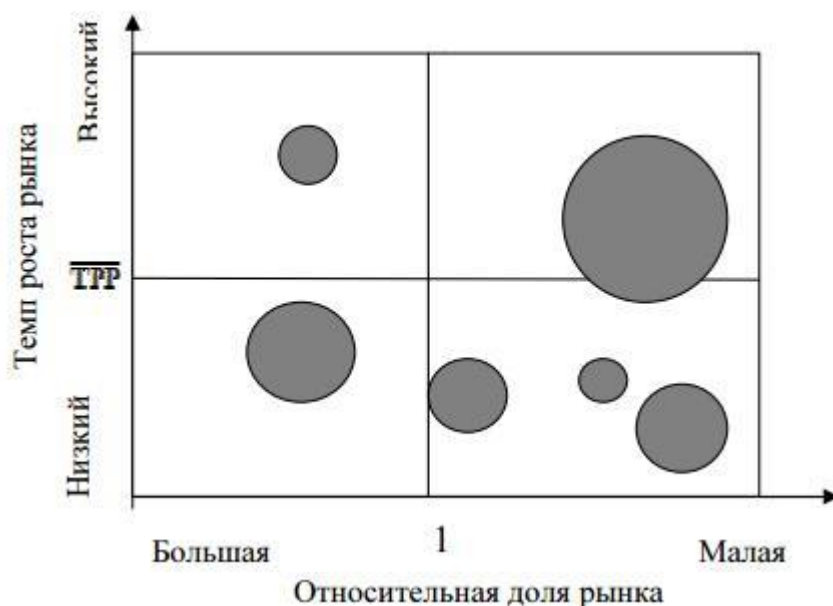 Высокий
Темп роста рынка
ТРР
Низкий
Большая
1
Малая
Относительная доля рынка